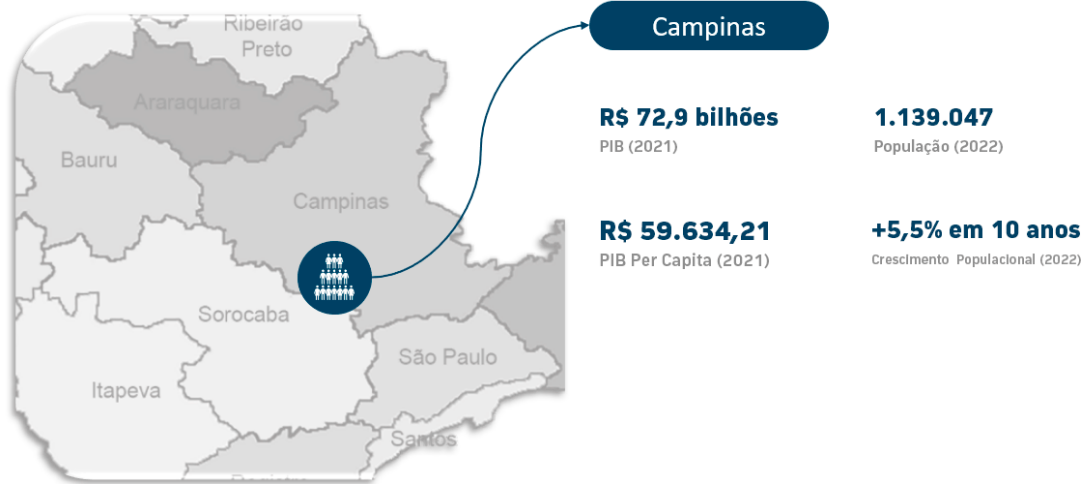 Ribeirão
Preto
Araraquara
Bauru
Campinas
Sorocaba
São Paulo
Itapeva
Santos
Campinas
R$ 72,9 bilhões
PIB (2021)
1.139.047
População (2022)
R$ 59.634,21
PIB Per Capita (2021)
+5,5% em 10 anos
Crescimento Populacional (2022)